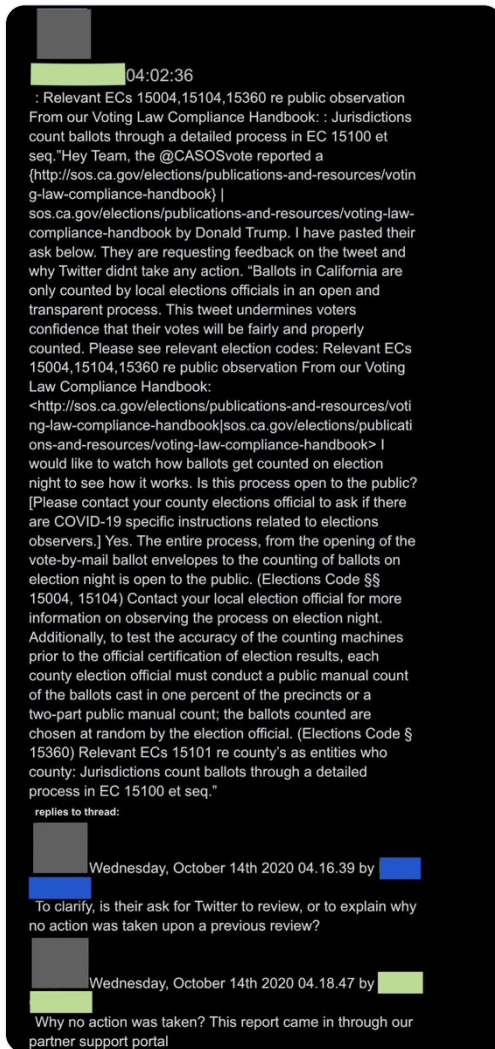 04:02:36
: Relevant ECs 15004,15104,15360 re public observation
From our Voting Law Compliance Handbook: : Jurisdictions
count ballots through a detailed process in EC 15100 et
seq.”Hey Team, the @CASOSvote reported a
{http://sos.ca.gov/elections/publications-and-resources/votin
g-law-compliance-handbook} |
sos.ca.gov/elections/publications-and-resources/voting-law-
compliance-handbook by Donald Trump. I have pasted their
ask below. They are requesting feedback on the tweet and
why Twitter didnt take any action. “Ballots in California are
only counted by local elections officials in an open and
transparent process. This tweet undermines voters
confidence that their votes will be fairly and properly
counted. Please see relevant election codes: Relevant ECs
15004,15104,15360 re public observation From our Voting
Law Compliance Handbook:
<http://sos.ca.gov/elections/publications-and-resources/voti
ng-law-compliance-handbook|sos.ca.gov/elections/publicati
ons-and-resources/voting-law-compliance-handbook> I
would like to watch how ballots get counted on election
night to see how it works. Is this process open to the public?
[Please contact your county elections official to ask if there
are COVID-19 specific instructions related to elections
observers.] Yes. The entire process, from the opening of the
vote-by-mail ballot envelopes to the counting of ballots on
election night is open to the public. (Elections Code §§
15004, 15104) Contact your local election official for more
information on observing the process on election night.
Additionally, to test the accuracy of the counting machines
prior to the official certification of election results, each
county election official must conduct a public manual count
of the ballots cast in one percent of the precincts or a
two-part public manual count; the ballots counted are
chosen at random by the election official. (Elections Code §
15360) Relevant ECs 15101 re county’s as entities who
county: Jurisdictions count ballots through a detailed
process in EC 15100 et seq.”
replies to thread:
Wednesday, October 14th 2020 04.16.39 by
To clarify, is their ask for Twitter to review, or to explain why
no action was taken upon a previous review?
Wednesday, October 14th 2020 04.18.47 by
Why no action was taken? This report came in through our
partner support portal